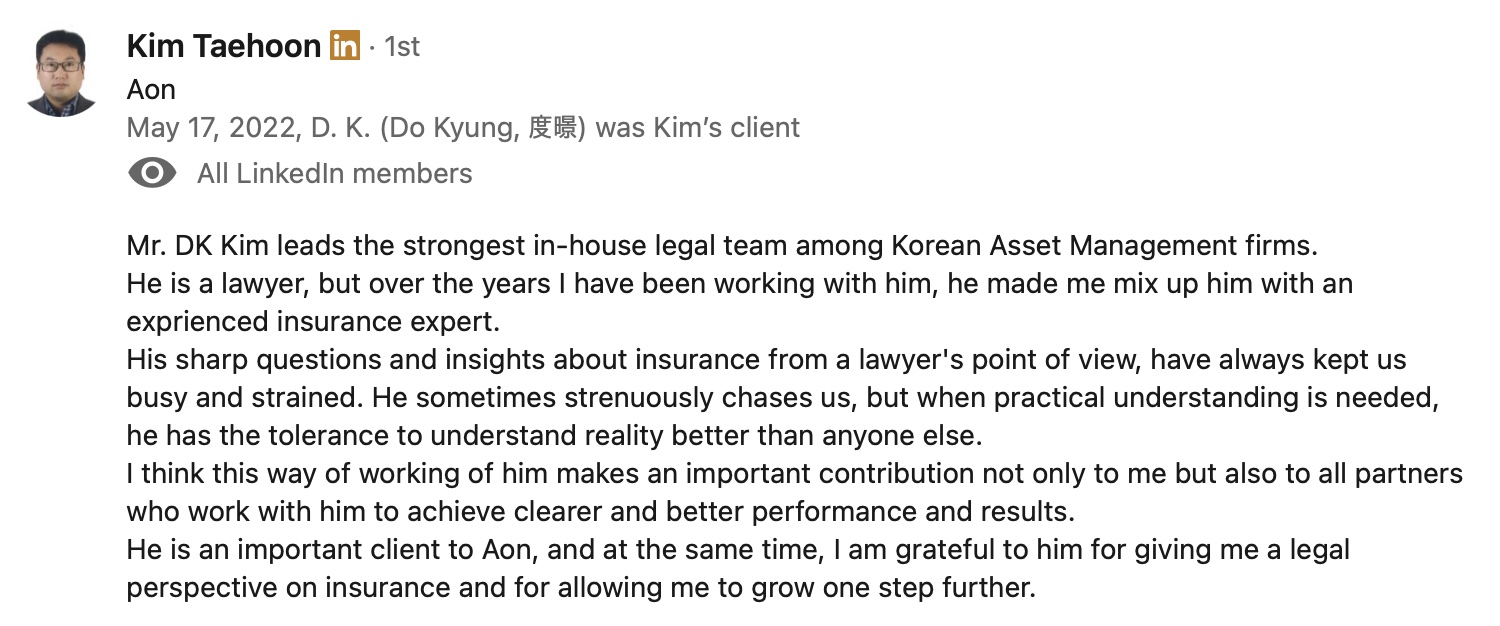 Kim Taehoon in · 1st
Aon
May 17, 2022, D. K. (Do Kyung, 度暻) was Kim’s client
All LinkedIn members
Mr. DK Kim leads the strongest in-house legal team among Korean Asset Management firms.
He is a lawyer, but over the years I have been working with him, he made me mix up him with an
exprienced insurance expert.
His sharp questions and insights about insurance from a lawyer's point of view, have always kept us
busy and strained. He sometimes strenuously chases us, but when practical understanding is needed,
he has the tolerance to understand reality better than anyone else.
I think this way of working of him makes an important contribution not only to me but also to all partners
who work with him to achieve clearer and better performance and results.
He is an important client to Aon, and at the same time, I am grateful to him for giving me a legal
perspective on insurance and for allowing me to grow one step further.